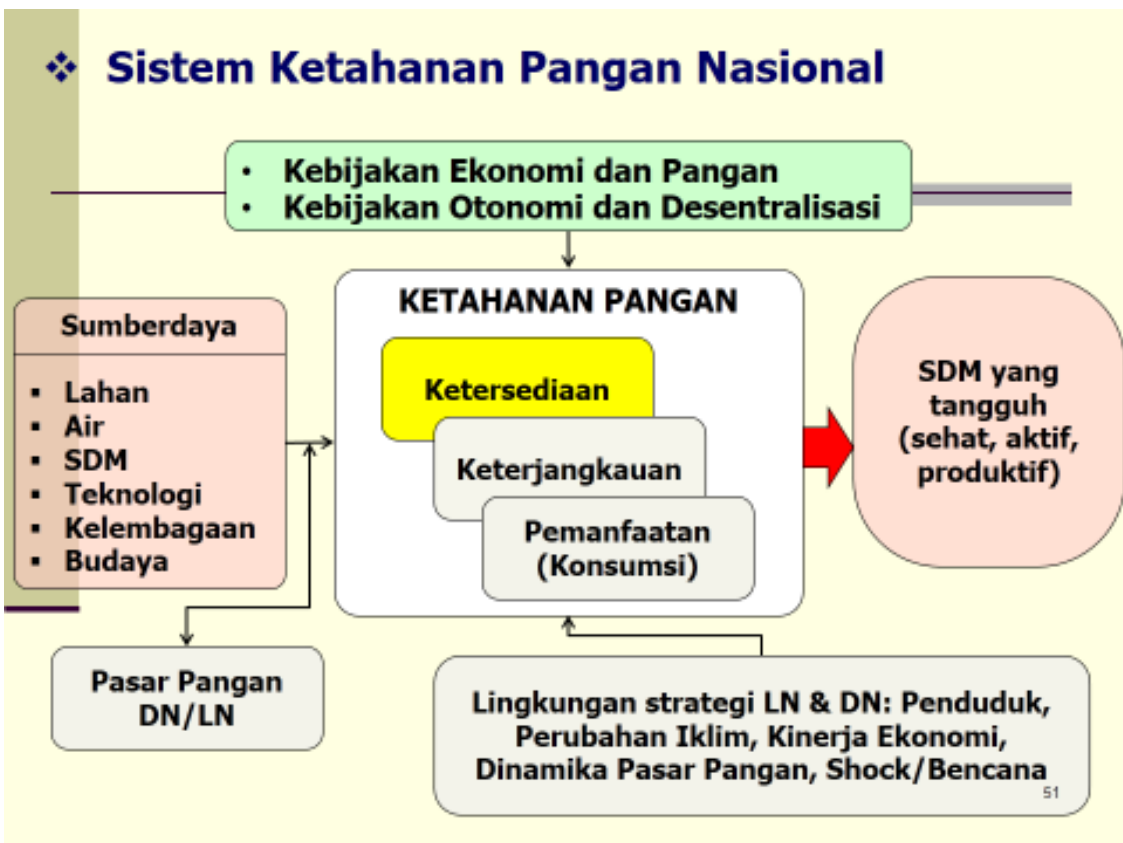 ❖ Sistem Ketahanan Pangan Nasional
• Kebijakan Ekonomi dan Pangan
• Kebijakan Otonomi dan Desentralisasi
Sumberdaya
▪ Lahan
▪ Air
▪ SDM
▪ Teknologi
▪ Kelembagaan
▪ Budaya
KETAHANAN PANGAN
Ketersediaan
Keterjangkauan
Pemanfaatan
(Konsumsi)
SDM yang
tangguh
(sehat, aktif,
produktif)
Pasar Pangan
DN/LN
Lingkungan strategi LN & DN: Penduduk,
Perubahan Iklim, Kinerja Ekonomi,
Dinamika Pasar Pangan, Shock/Bencana
51